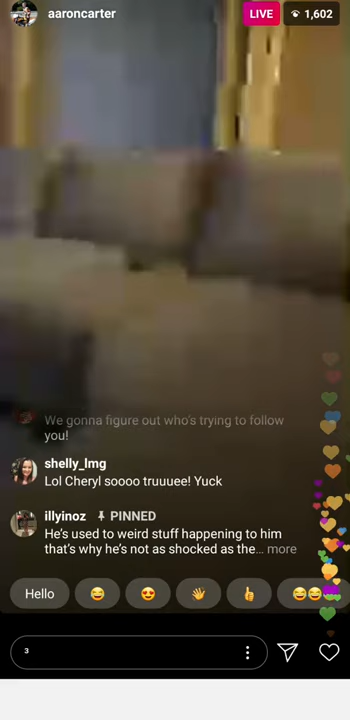 aaroncarter
LIVE
1,602
We gonna figure out who's trying to follow
you!
shelly_lmg
Lol Cheryl soooo truuuee! Yuck
illyinoz PINNED
He's used to weird stuff happening to him
that's why he's not as shocked as the... more
Hello
3